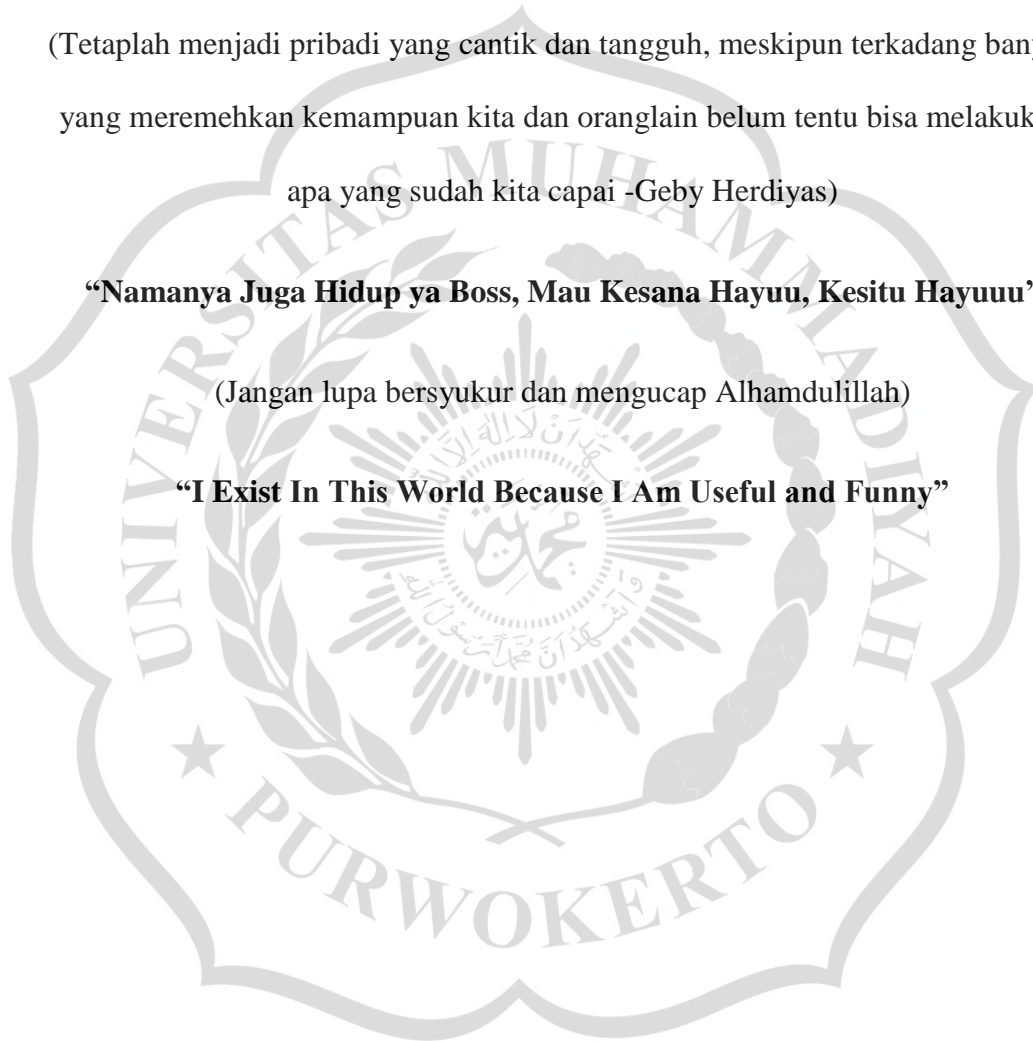 (Tetaplah menjadi pribadi yang cantik dan tangguh, meskipun terkadang
yang meremehkan kemampuan kita dan oranglain belum tentu bisa
apa yang sudah kita capai -Geby Herdiyas)
“Namanya Juga Hidup ya Boss, Mau Kesana Hayuu, Kesitu Hayuuu”
(Jangan lupa bersyukur dan mengucap Alhamdulillah)
“I Exist In This World Because I Am Useful and Funny”
UNIVERSITAS MUHAMMADIYAH
PURWOKERTO